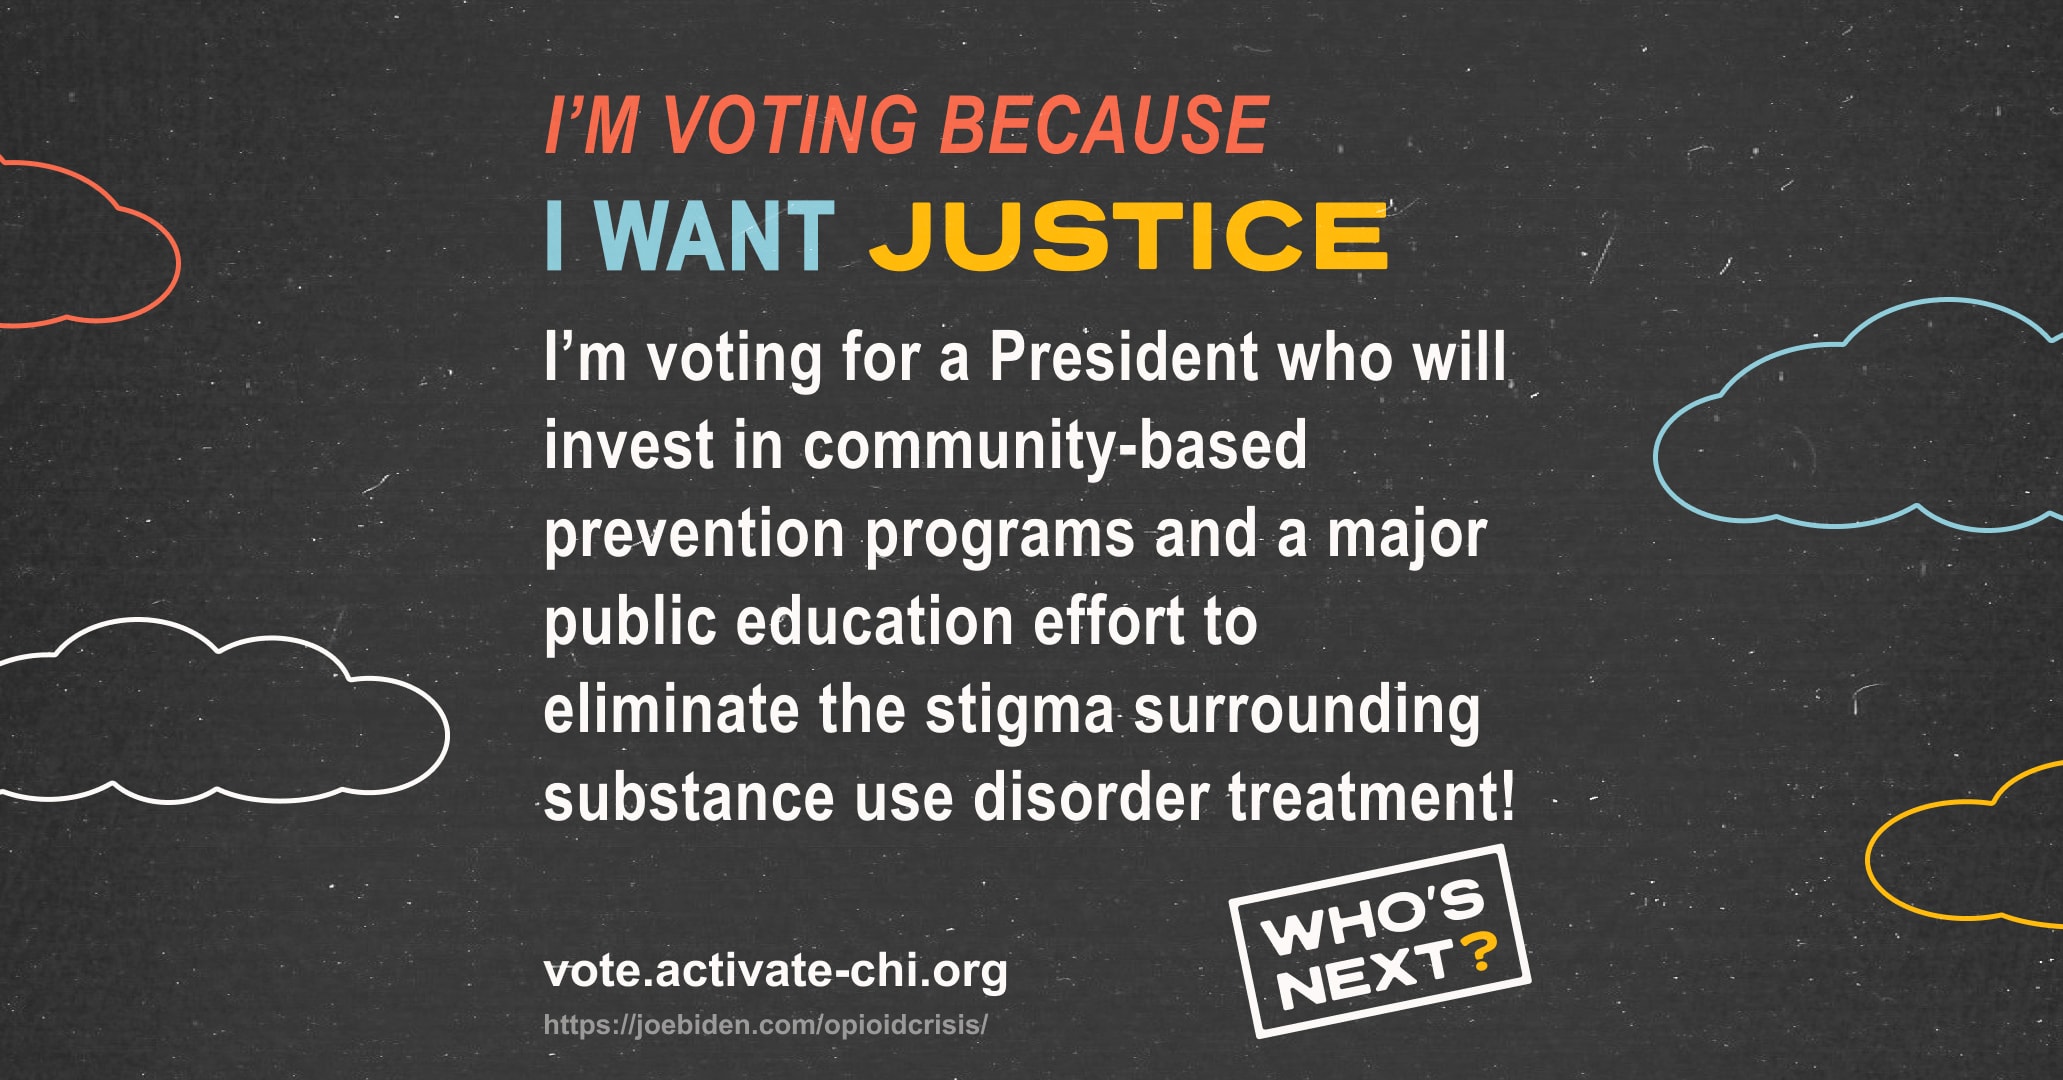 I’M VOTING BECAUSE
I WANT JUSTICE
I’m voting for a President who will
invest in community-based
prevention programs and a major
public education effort to
eliminate the stigma surrounding
substance use disorder treatment!
WHO’S
NEXT?
vote.activate-chi.org
https://joebiden.com/opioidcrisis/